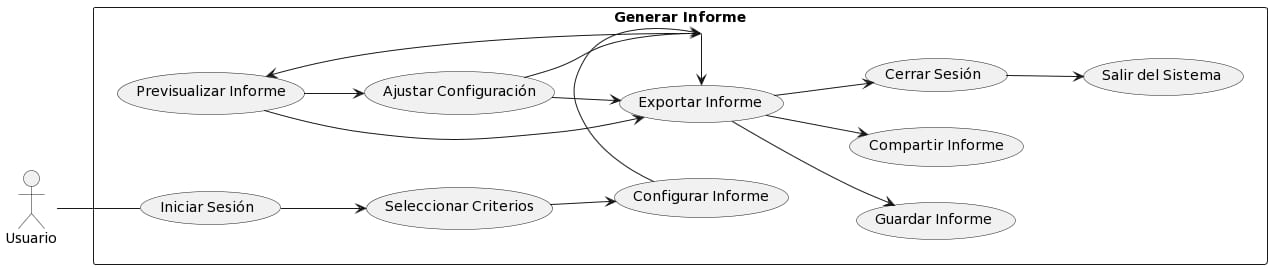 Generar Informe
Previsualizar Informe
Ajustar Configuración
Exportar Informe
Cerrar Sesión
Salir del Sistema
Compartir Informe
Guardar Informe
Usuario
Iniciar Sesión
Seleccionar Criterios
Configurar Informe